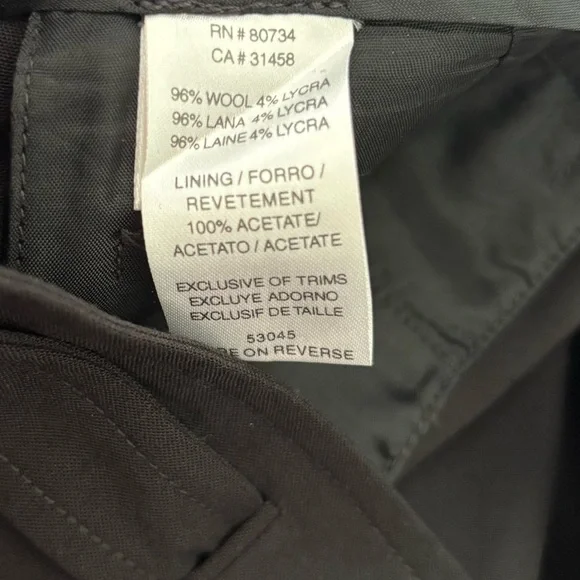 RN # 80734
CA # 31458
96% WOOL 4% LYCRA
96% LANA 4% LYCRA
96% LAINE 4% LYCRA
LINING / FORRO /
REVETEMENT
100% ACETATE/
ACETATO / ACETATE
EXCLUSIVE OF TRIMS
EXCLUYE ADORNO
EXCLUSIF DE TAILLE
53045
ON REVERSE